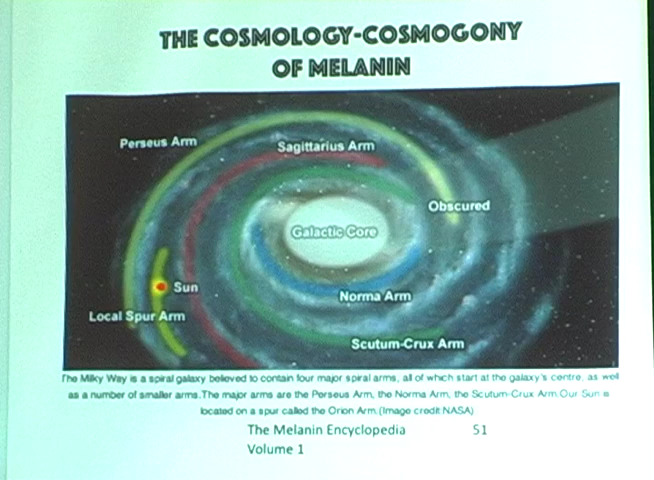 THE COSMOLOGY-COSMOGONY
OF MELANIN
Perseus Arm
Sagittarius Arm
Obscured
Galactic Core
Sun
Norma Arm
Local Spur Arm
Scutum-Crux Arm
The Milky Way is a spiral galaxy believed to contain four major spiral arms, all of which start at the galaxy's centre, as well
as a number of smaller arms.The major arms are the Perseus Arm, the Norma Arm, the Scutum-Crux Arm.Our Sun is
located on a spur called the Orion Arm.(Image credit:NASA)
The Melanin Encyclopedia 51
Volume 1